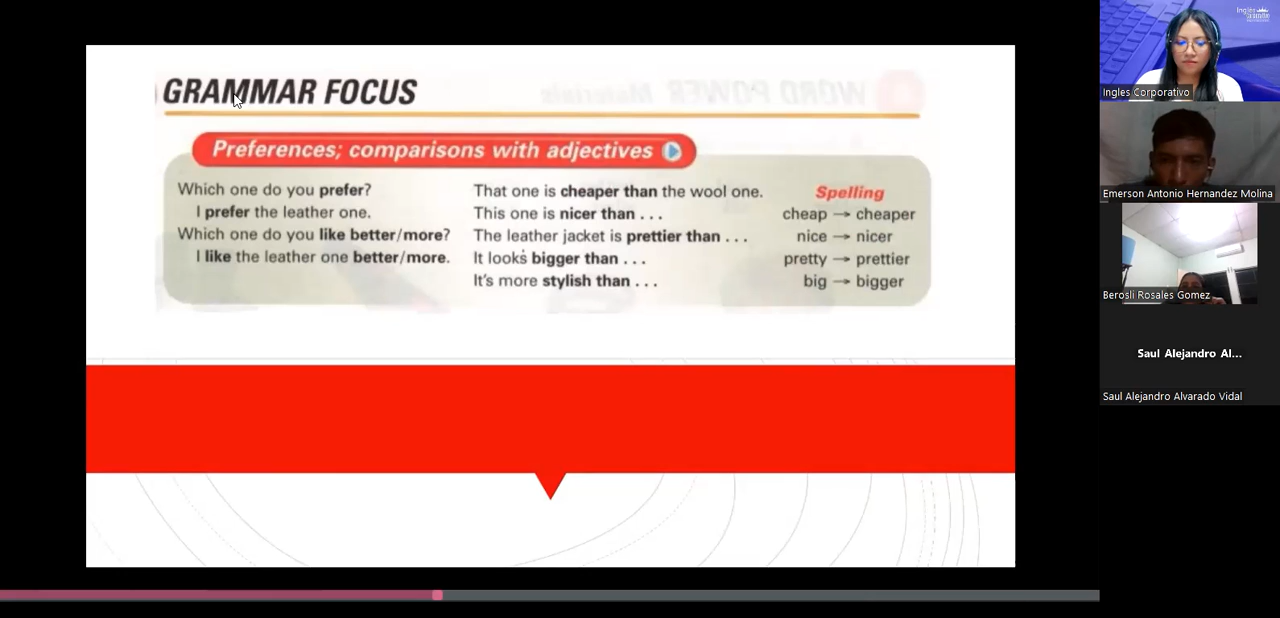 GRAMMAR FOCUS
WORD POWER Materials
Preferences; comparisons with adjectives
Which one do you prefer?
I prefer the leather one.
Which one do you like better/more?
I like the leather one better/more.
That one is cheaper than the wool one.
This one is nicer than . . .
The leather jacket is prettier than . . .
It looks bigger than . . .
It's more stylish than . . .
Spelling
cheap → cheaper
nice → nicer
pretty → prettier
big → bigger
Ingles Corporativo
Emerson Antonio Hernandez Molina
Berosli Rosales Gomez
Saul Alejandro Al...
Saul Alejandro Alvarado Vidal